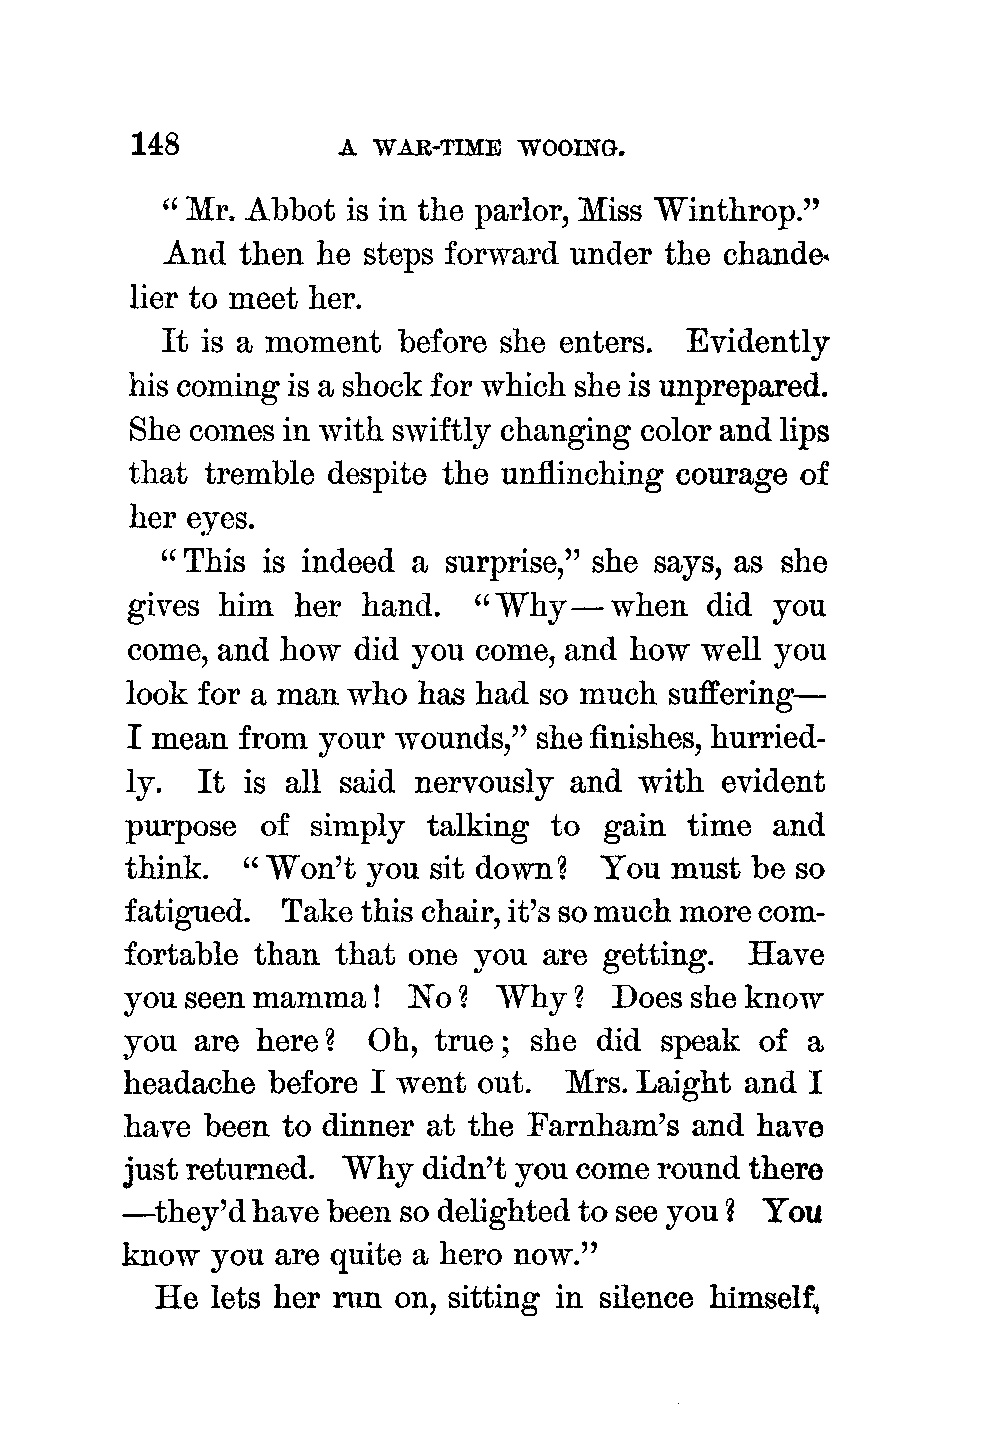 148 A WAR-TIME WOOING.
“Mr. Abbot is in the parlor, Miss Winthrop.”
And then he steps forward under the chande-
lier to meet her.
It is a moment before she enters. Evidently
his coming is a shock for which she is unprepared.
She comes in with swiftly changing color and lips
that tremble despite the unflinching courage of
her eyes.
“This is indeed a surprise,” she says, as she
gives him her hand. “Why—when did you
come, and how did you come, and how well you
look for a man who has had so much suffering—
I mean from your wounds,” she finishes, hurried-
ly. It is all said nervously and with evident
purpose of simply talking to gain time and
think. “Won’t you sit down? You must be so
fatigued. Take this chair, it’s so much more com-
fortable than that one you are getting. Have
you seen mamma! No? Why? Does she know
you are here? Oh, true; she did speak of a
headache before I went out. Mrs. Laight and I
have been to dinner at the Farnham’s and have
just returned. Why didn’t you come round there
—they’d have been so delighted to see you? You
know you are quite a hero now.”
He lets her run on, sitting in silence himself,